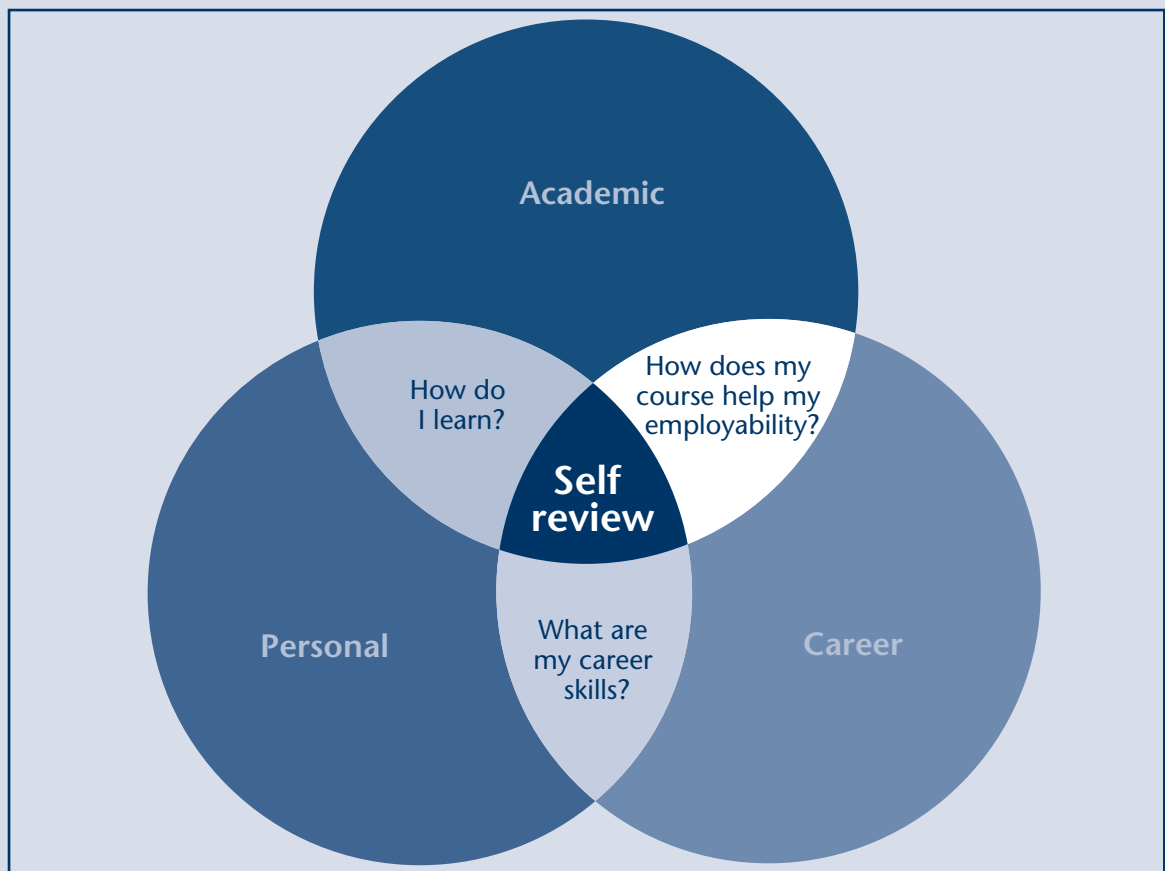 Academic
How do
I learn?
How does my
course help my
employability?
Self
review
Personal
What are
my career
skills?
Career